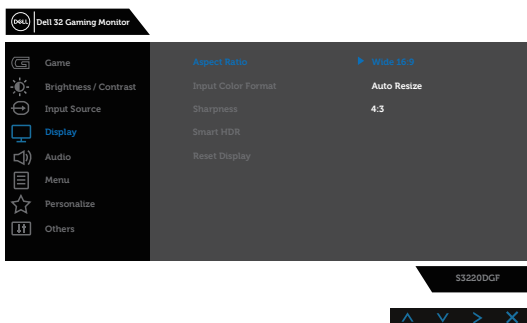 DELL Dell 32 Gaming Monitor
Game
Brightness / Contrast
Input Source
Display
Audio
Menu
Personalize
Others
Aspect Ratio
Input Color Format
Sharpness
Smart HDR
Reset Display
Wide 16:9
Auto Resize
4:3
S3220DGF